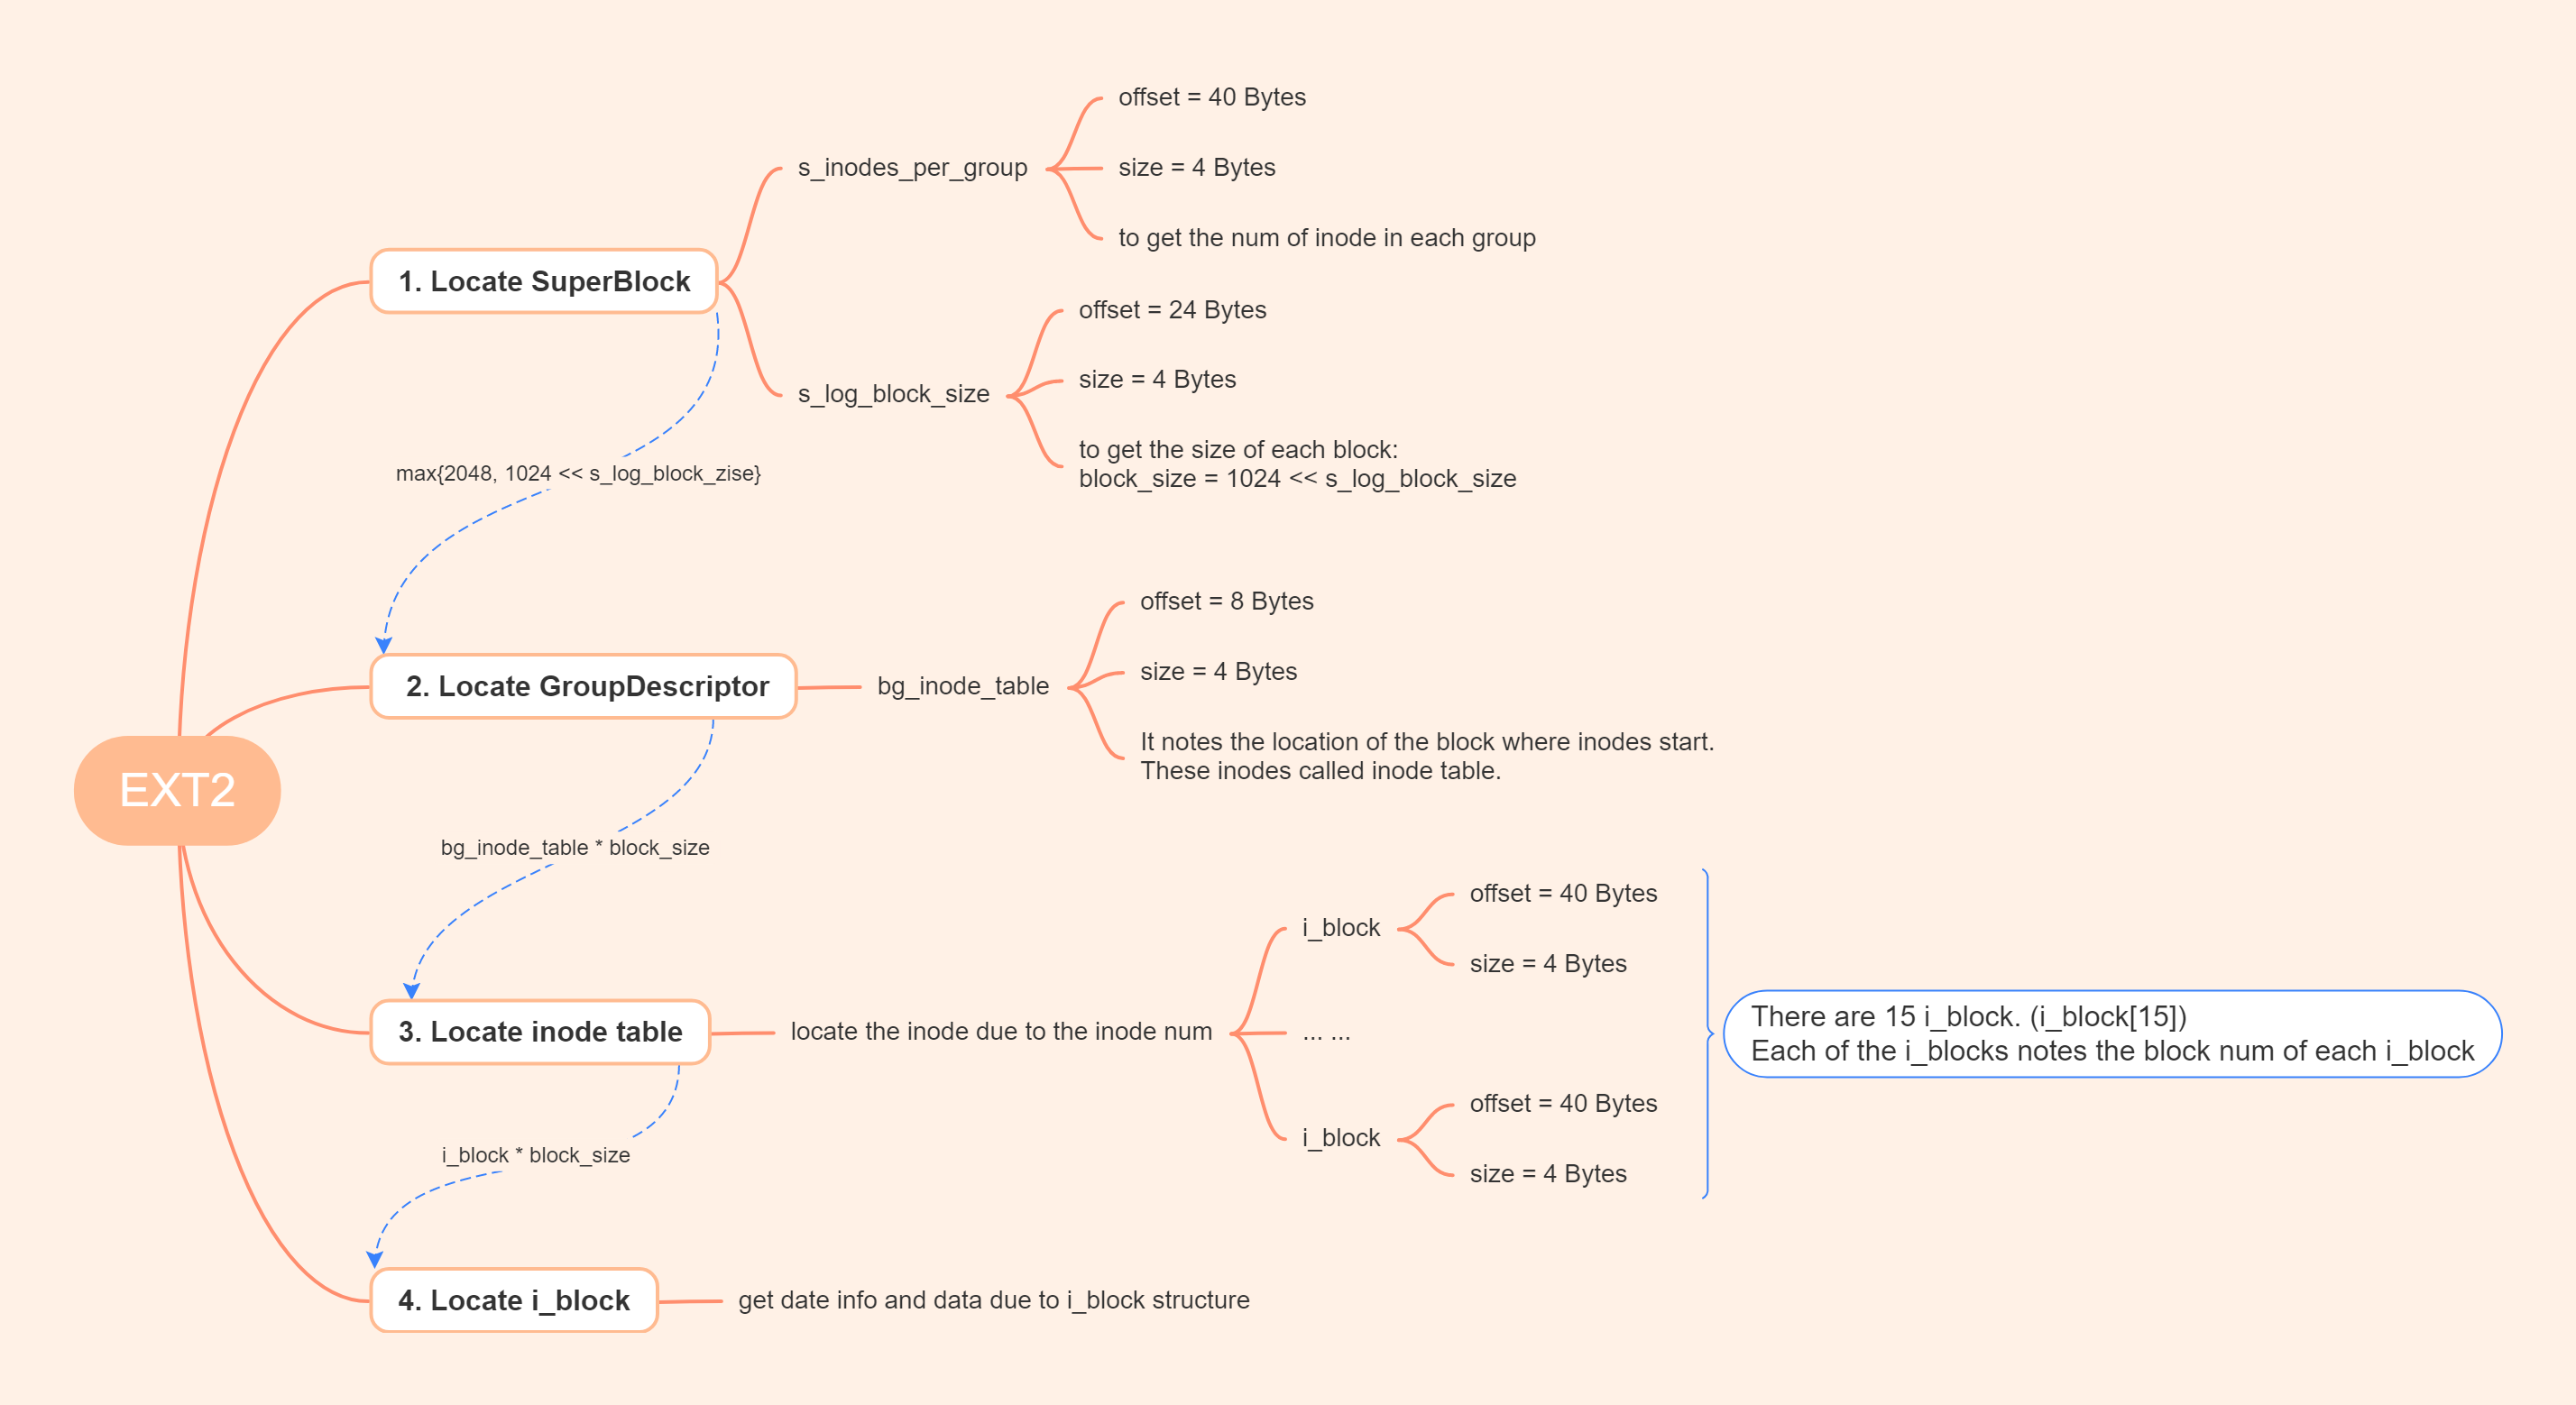 EXT2
1. Locate SuperBlock
s_inodes_per_group
offset = 40 Bytes
size = 4 Bytes
to get the num of inode in each group
s_log_block_size
offset = 24 Bytes
size = 4 Bytes
to get the size of each block:
block_size = 1024 << s_log_block_size
max{2048, 1024 << s_log_block_zise}
2. Locate GroupDescriptor
bg_inode_table
offset = 8 Bytes
size = 4 Bytes
It notes the location of the block where inodes start.
These inodes called inode table.
bg_inode_table * block_size
3. Locate inode table
locate the inode due to the inode num
i_block
offset = 40 Bytes
size = 4 Bytes
... ...
i_block
offset = 40 Bytes
size = 4 Bytes
There are 15 i_block. (i_block[15])
Each of the i_blocks notes the block num of each i_block
i_block * block_size
4. Locate i_block
get date info and data due to i_block structure